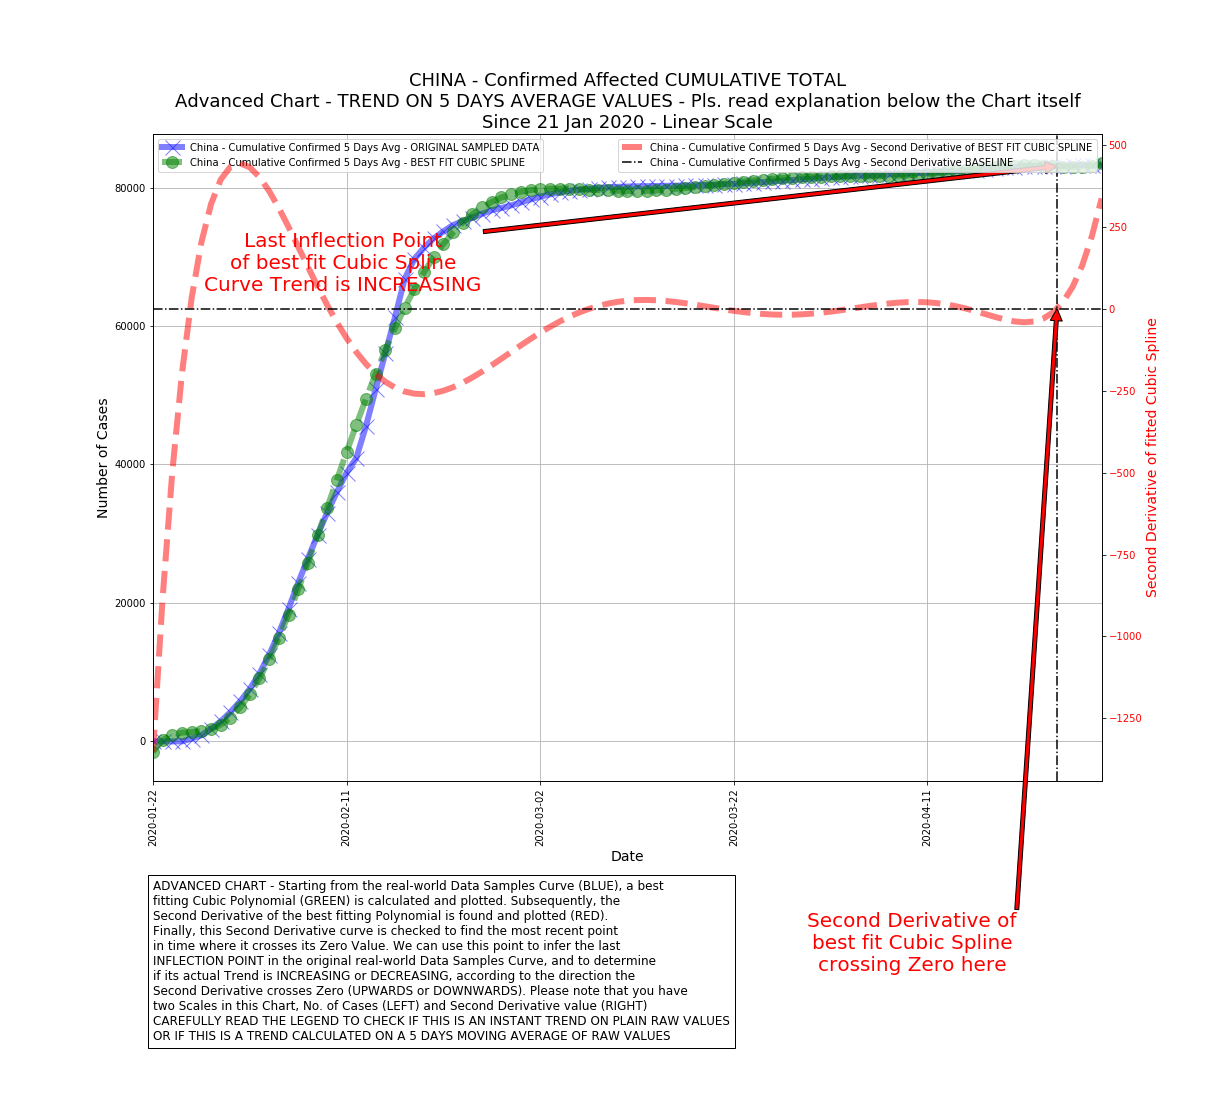 CHINA - Confirmed Affected CUMULATIVE TOTAL
Advanced Chart - TREND ON 5 DAYS AVERAGE VALUES - Pls. read explanation below the Chart itself
Since 21 Jan 2020 - Linear Scale
China - Cumulative Confirmed 5 Days Avg - ORIGINAL SAMPLED DATA
China - Cumulative Confirmed 5 Days Avg - BEST FIT CUBIC SPLINE
China - Cumulative Confirmed 5 Days Avg - Second Derivative of BEST FIT CUBIC SPLINE
China - Cumulative Confirmed 5 Days Avg - Second Derivative BASELINE
Last Inflection Point
of best fit Cubic Spline
Curve Trend is INCREASING
Number of Cases
80000
60000
40000
20000
0
500
250
0
−250
−500
−750
−1000
−1250
Second Derivative of fitted Cubic Spline
2020-01-22
2020-02-11
2020-03-02
2020-03-22
2020-04-11
Date
ADVANCED CHART - Starting from the real-world Data Samples Curve (BLUE), a best
fitting Cubic Polynomial (GREEN) is calculated and plotted. Subsequently, the
Second Derivative of the best fitting Polynomial is found and plotted (RED).
Finally, this Second Derivative curve is checked to find the most recent point
in time where it crosses its Zero Value. We can use this point to infer the last
INFLECTION POINT in the original real-world Data Samples Curve, and to determine
if its actual Trend is INCREASING or DECREASING, according to the direction the
Second Derivative crosses Zero (UPWARDS or DOWNWARDS). Please note that you have
two Scales in this Chart, No. of Cases (LEFT) and Second Derivative value (RIGHT)
CAREFULLY READ THE LEGEND TO CHECK IF THIS IS AN INSTANT TREND ON PLAIN RAW VALUES
OR IF THIS IS A TREND CALCULATED ON A 5 DAYS MOVING AVERAGE OF RAW VALUES
Second Derivative of
best fit Cubic Spline
crossing Zero here